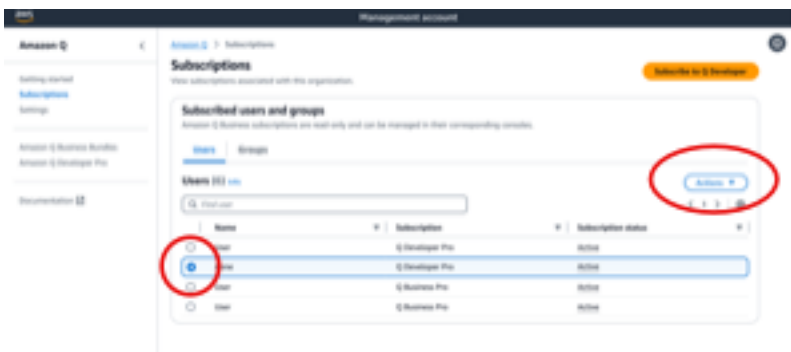 aws
Management account
Amazon Q
Amazon Q > Subscriptions
Subscriptions
View subscriptions associated with this organization.
Subscribe to Q Developer
Getting started
Subscriptions
Settings
Amazon Q Business Bundles
Amazon Q Developer Pro
Documentation
Subscribed users and groups
Amazon Q Business subscriptions are read only and can be managed in their corresponding consoles.
Users Groups
Users Info
Actions
Find user
< 1 >
Name Subscription Subscription status
User Q Developer Pro Active
Q Developer Pro Active
User Q Business Pro Active
User Q Business Pro Active